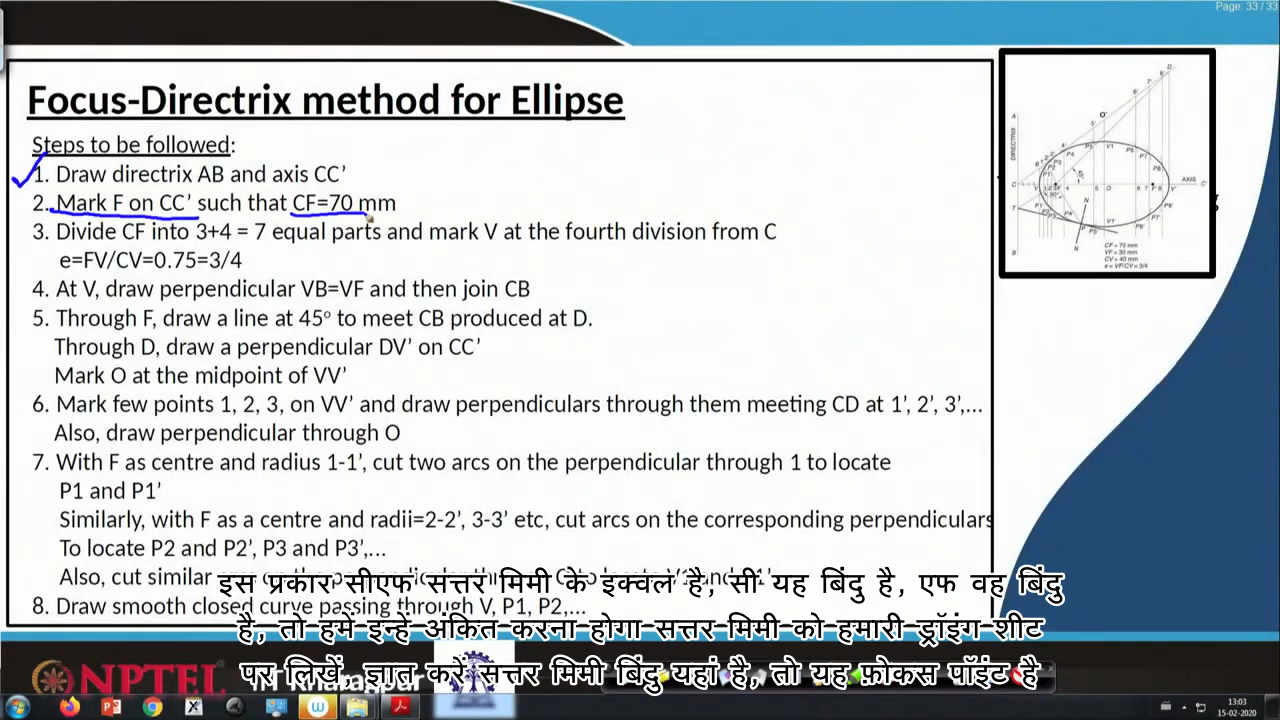 Page: 33 / 33
Focus-Directrix method for Ellipse
Steps to be followed:
1. Draw directrix AB and axis CC’
2. Mark F on CC’ such that CF=70 mm
3. Divide CF into 3+4 = 7 equal parts and mark V at the fourth division from C
e=FV/CV=0.75=3/4
4. At V, draw perpendicular VB=VF and then join CB
5. Through F, draw a line at 45° to meet CB produced at D.
Through D, draw a perpendicular DV’ on CC’
Mark O at the midpoint of VV’
6. Mark few points 1, 2, 3, on VV’ and draw perpendiculars through them meeting CD at 1’, 2’, 3’,...
Also, draw perpendicular through O
7. With F as centre and radius 1-1’, cut two arcs on the perpendicular through 1 to locate
P1 and P1’
Similarly, with F as a centre and radii=2-2’, 3-3’ etc, cut arcs on the corresponding perpendiculars
To locate P2 and P2’, P3 and P3’,...
Also, cut similar
8. Draw smooth closed curve passing through V, P1, P2,...
DIRECTRIX
AXIS
CF = 70 mm
VF = 30 mm
CV = 40 mm
e = VF/CV = 3/4
इस प्रकार सीएफ सत्तर मिमी के इक्वल है, सी यह बिंदु है, एफ वह बिंदु
है, तो हमें इन्हें अंकित करना होगा सत्तर मिमी को हमारी ड्रॉइंग शीट
पर लिखें, ज्ञात करें सत्तर मिमी बिंदु यहां है, तो यह फ़ोकस पॉइंट है
NPTEL
13:03
15-02-2020